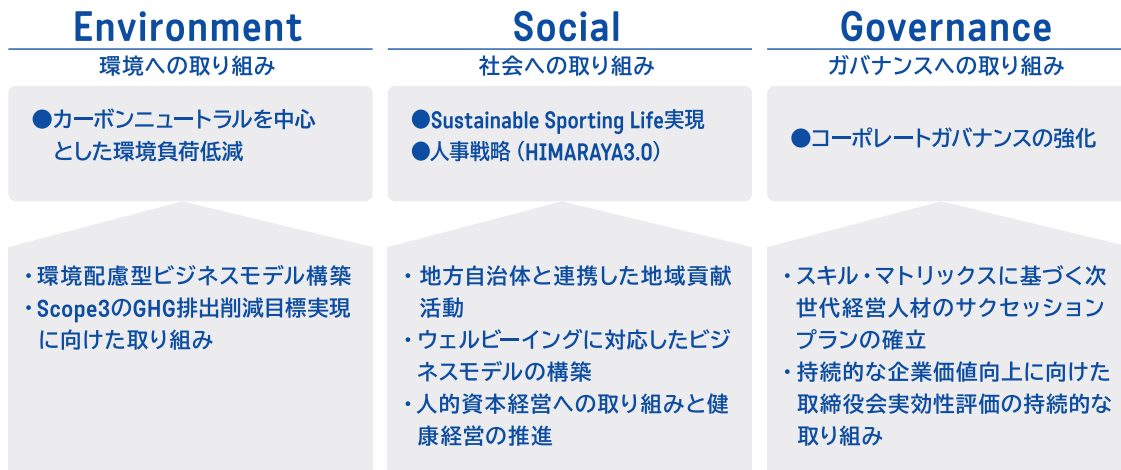 Environment
環境への取り組み
●カーボンニュートラルを中心
とした環境負荷低減
・環境配慮型ビジネスモデル構築
・Scope3のGHG排出削減目標実現
に向けた取り組み
Social
社会への取り組み
●Sustainable Sporting Life実現
●人事戦略（HIMARAYA3.0）
・地方自治体と連携した地域貢献
活動
・ウェルビーイングに対応したビジ
ネスモデルの構築
・人的資本経営への取り組みと健
康経営の推進
Governance
ガバナンスへの取り組み
●コーポレートガバナンスの強化
・スキル・マトリックスに基づく次
世代経営人材のサクセッション
プランの確立
・持続的な企業価値向上に向けた
取締役会実効性評価の持続的な
取り組み